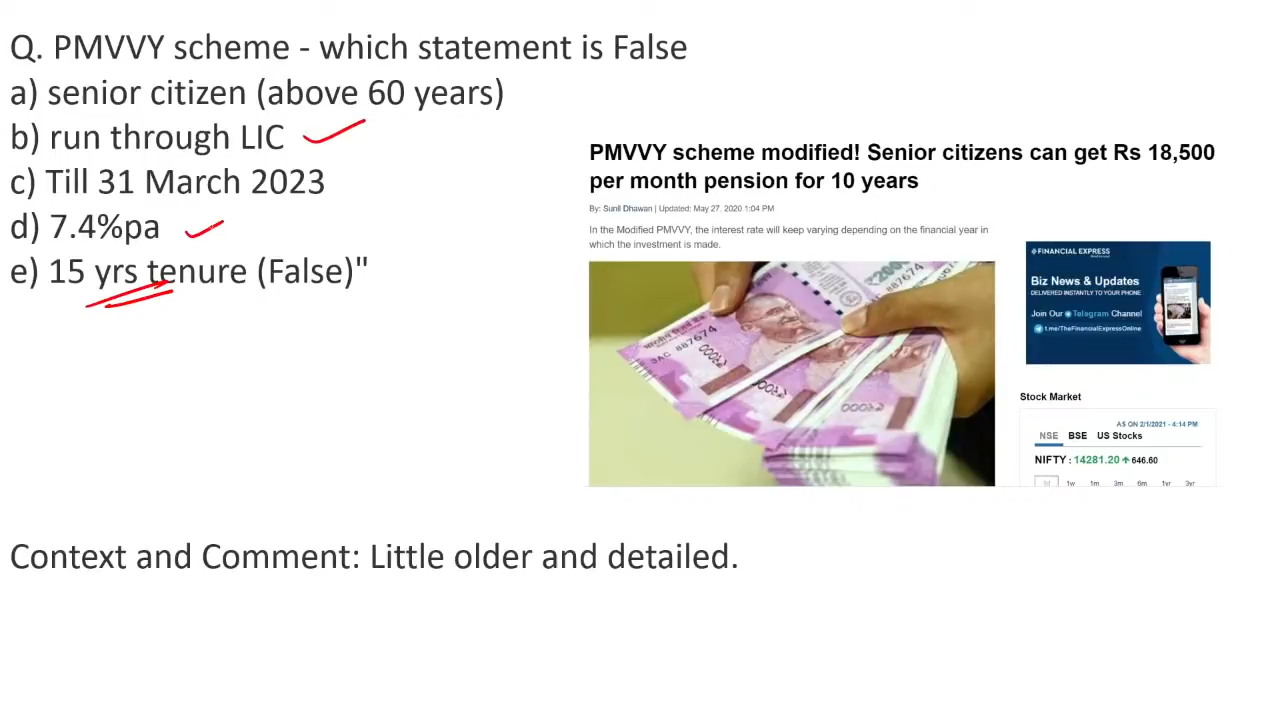 Q. PMVVY scheme - which statement is False
a) senior citizen (above 60 years)
b) run through LIC
c) Till 31 March 2023
d) 7.4%pa
e) 15 yrs tenure (False)"
PMVVY scheme modified! Senior citizens can get Rs 18,500
per month pension for 10 years
By: Sunil Dhawan | Updated: May 27, 2020 1:04 PM
In the Modified PMVVY, the interest rate will keep varying depending on the financial year in
which the investment is made.
FINANCIAL EXPRESS
Biz News & Updates
DELIVERED INSTANTLY TO YOUR PHONE
Join Our Telegram Channel
t.me/TheFinancialExpressOnline
Stock Market
AS ON 2/1/2021 - 4:14 PM
NSE BSE US Stocks
NIFTY : 14281.20 646.60
1d 1w 1m 3m 6m 1yr 3yr
Context and Comment: Little older and detailed.